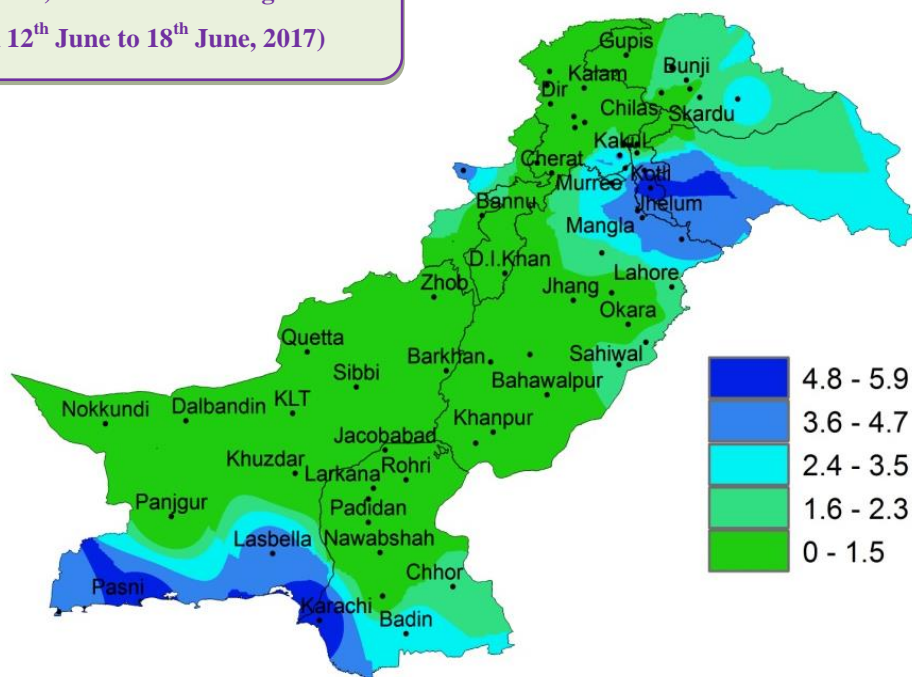 12th June to 18th June, 2017)
Gupis
Bunji
Kalam
Dir
Chilas
Skardu
Kakul
Cherat
Murree
Kotli
Bannu
Jhelum
Mangla
D.I.Khan
Lahore
Zhob
Jhang
Okara
Quetta
Sahiwal
Barkhan
Sibbi
Bahawalpur
4.8 - 5.9
KLT
Nokkundi
Dalbandin
Khanpur
3.6 - 4.7
Jacobabad
Khuzdar
Rohri
2.4 - 3.5
Larkana
Panjgur
Padidan
1.6 - 2.3
Lasbella
Nawabshah
0 - 1.5
Chhor
Pasni
Karachi
Badin